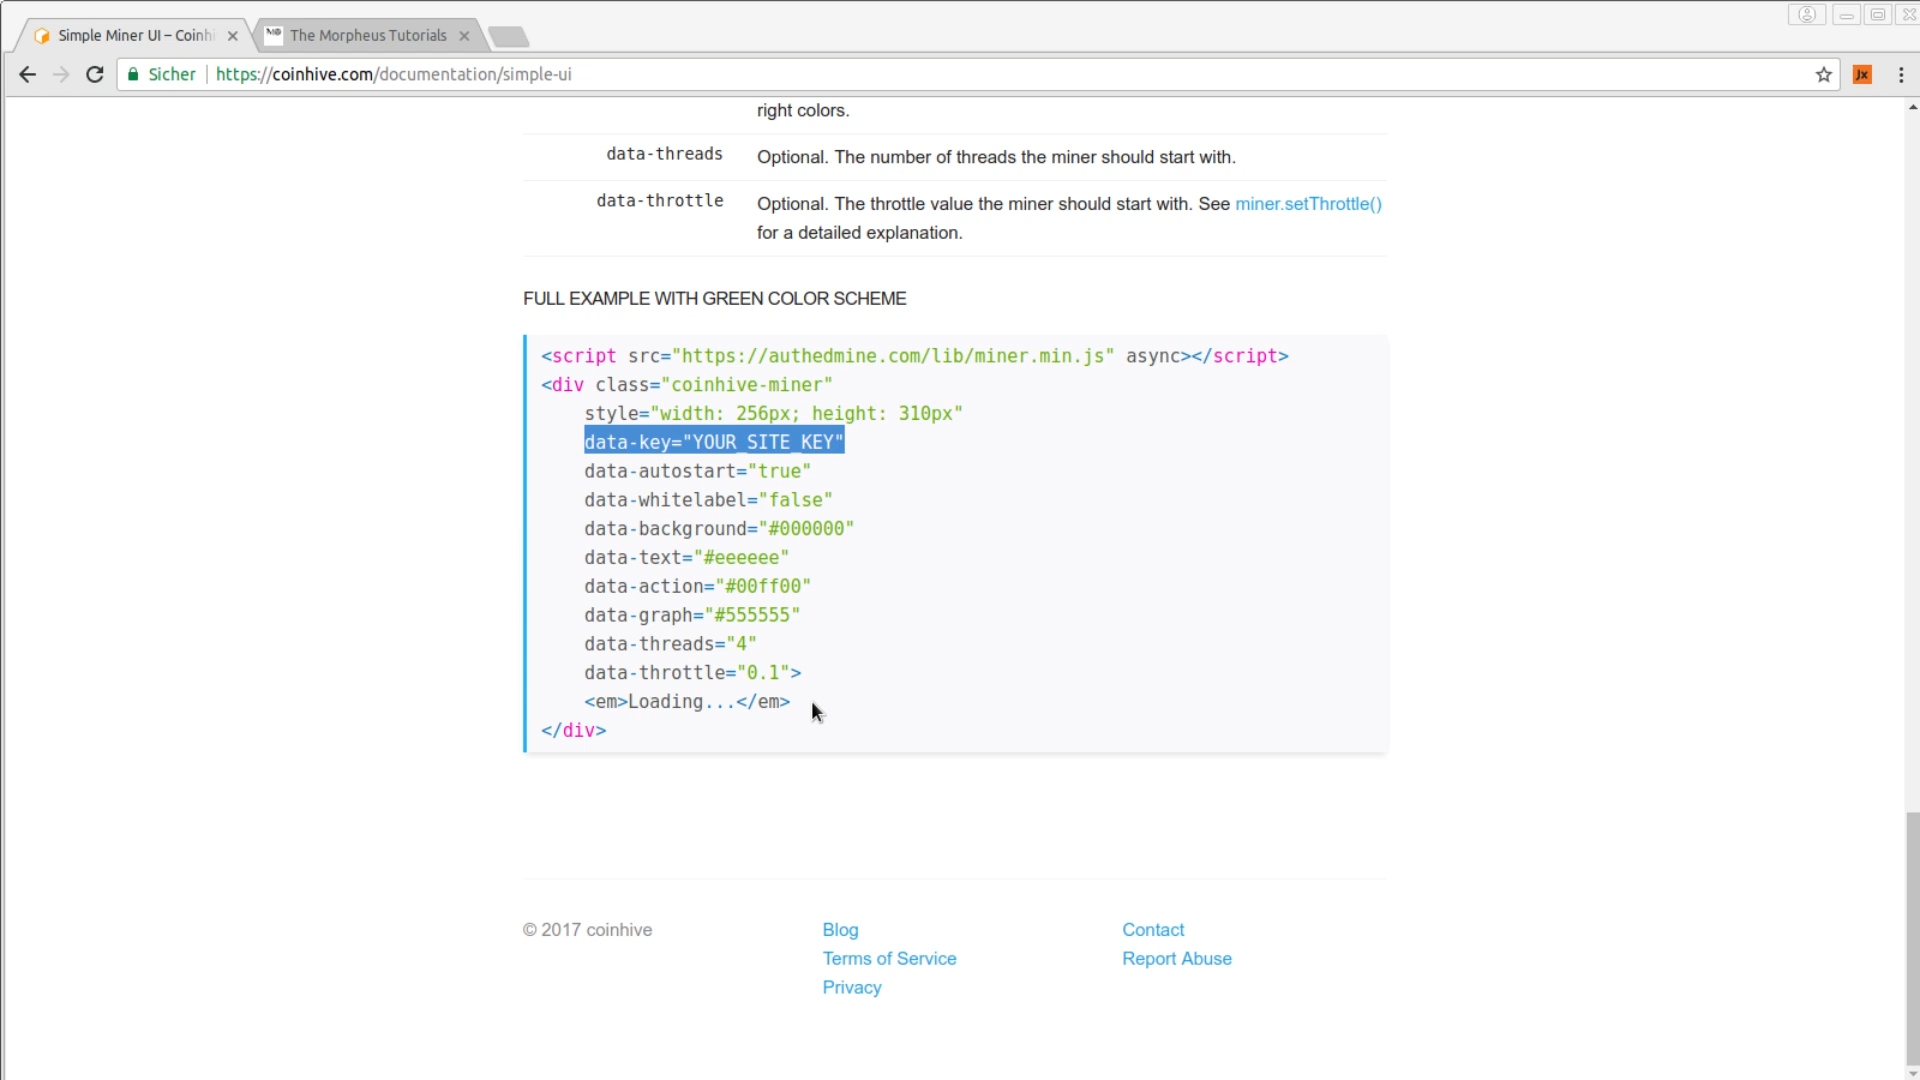 Simple Miner UI – Coinhi
The Morpheus Tutorials
Sicher
https://coinhive.com/documentation/simple-ui
Jx
right colors.
data-threads
Optional. The number of threads the miner should start with.
data-throttle
Optional. The throttle value the miner should start with. See miner.setThrottle()
for a detailed explanation.
FULL EXAMPLE WITH GREEN COLOR SCHEME
<script src="https://authedmine.com/lib/miner.min.js" async></script>
<div class="coinhive-miner"
style="width: 256px; height: 310px"
data-key="YOUR_SITE_KEY"
data-autostart="true"
data-whitelabel="false"
data-background="#000000"
data-text="#eeeeee"
data-action="#00ff00"
data-graph="#555555"
data-threads="4"
data-throttle="0.1">
<em>Loading...</em>
</div>
© 2017 coinhive
Blog
Terms of Service
Privacy
Contact
Report Abuse